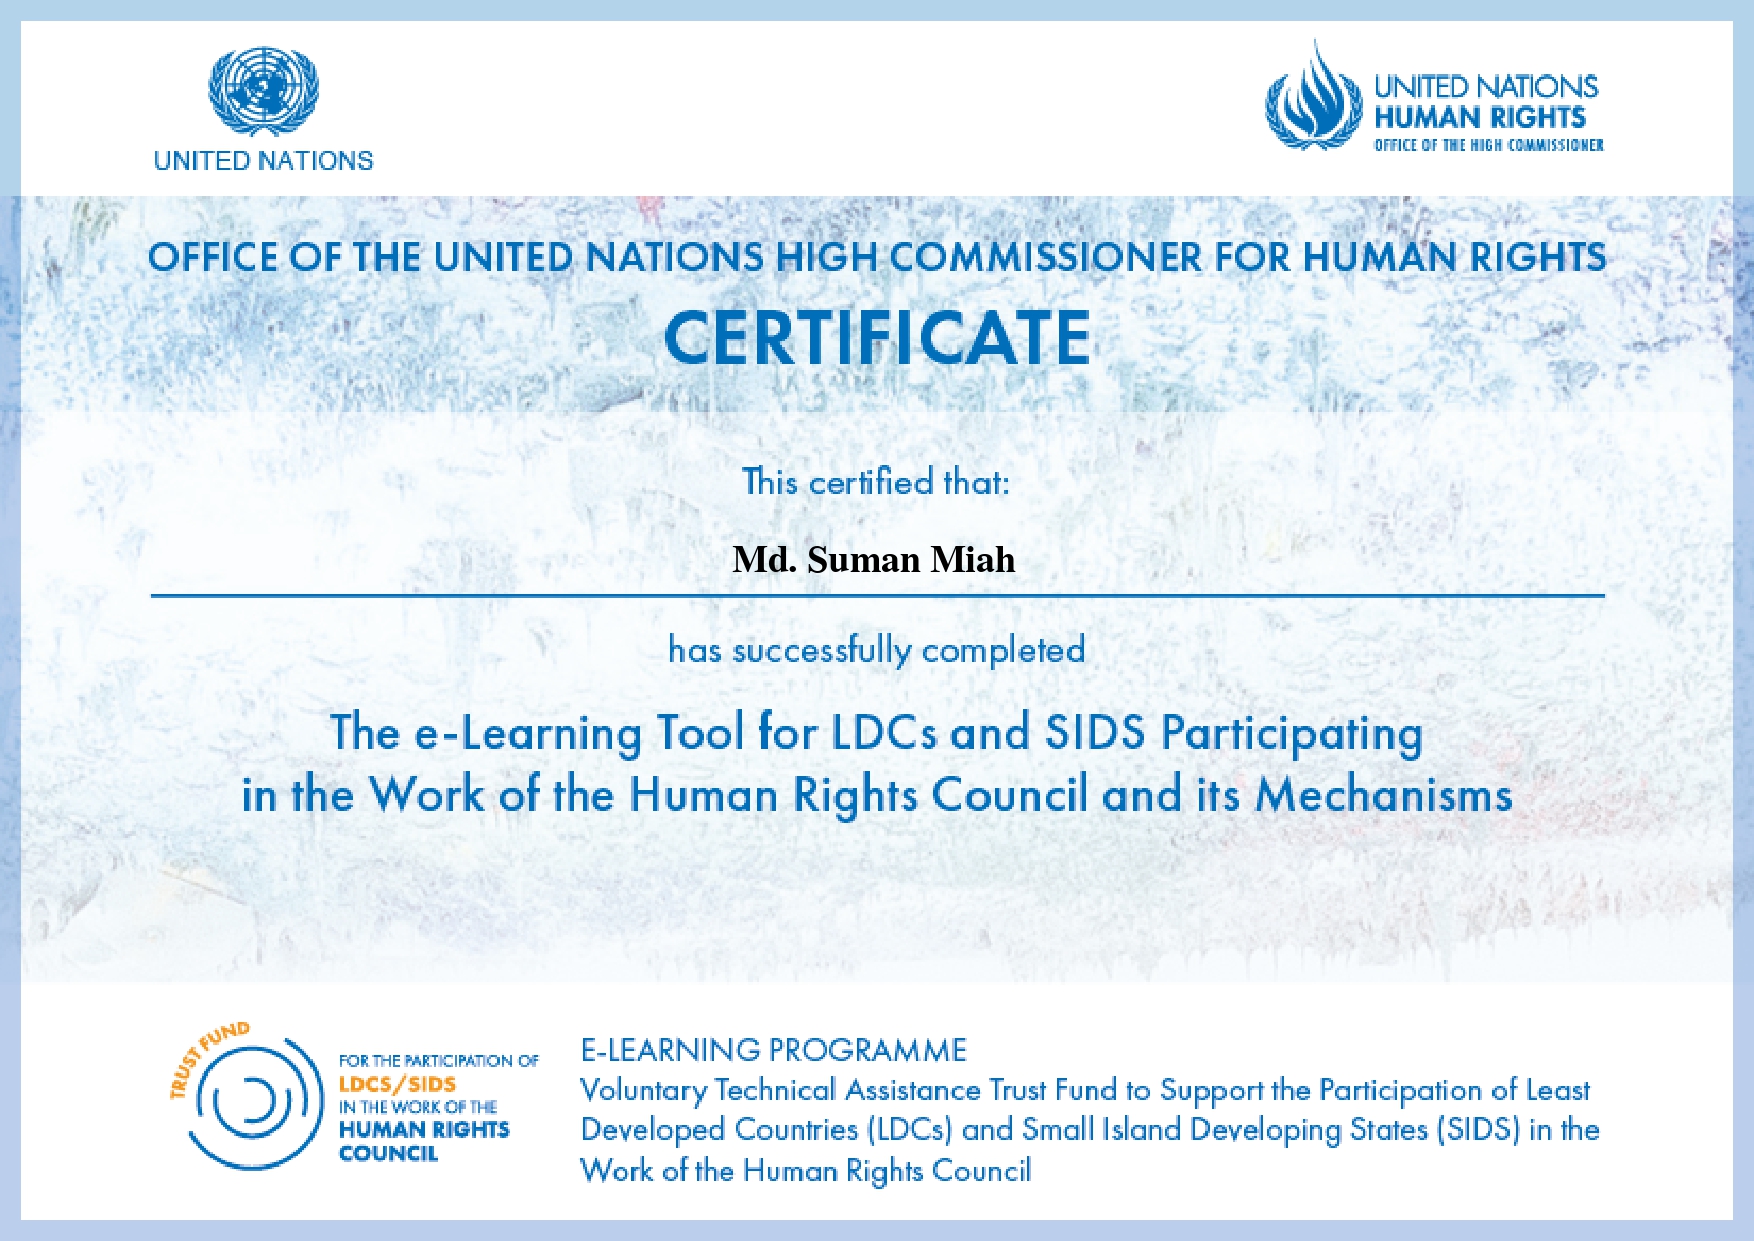 UNITED NATIONS
UNITED NATIONS
HUMAN RIGHTS
OFFICE OF THE HIGH COMMISSIONER
OFFICE OF THE UNITED NATIONS HIGH COMMISSIONER FOR HUMAN RIGHTS
CERTIFICATE
This certified that:
Md. Suman Miah
has successfully completed
The e-Learning Tool for LDCs and SIDS Participating
in the Work of the Human Rights Council and its Mechanisms
TRUST FUND
FOR THE PARTICIPATION OF
LDCS/SIDS
IN THE WORK OF THE
HUMAN RIGHTS
COUNCIL
E-LEARNING PROGRAMME
Voluntary Technical Assistance Trust Fund to Support the Participation of Least
Developed Countries (LDCs) and Small Island Developing States (SIDS) in the
Work of the Human Rights Council